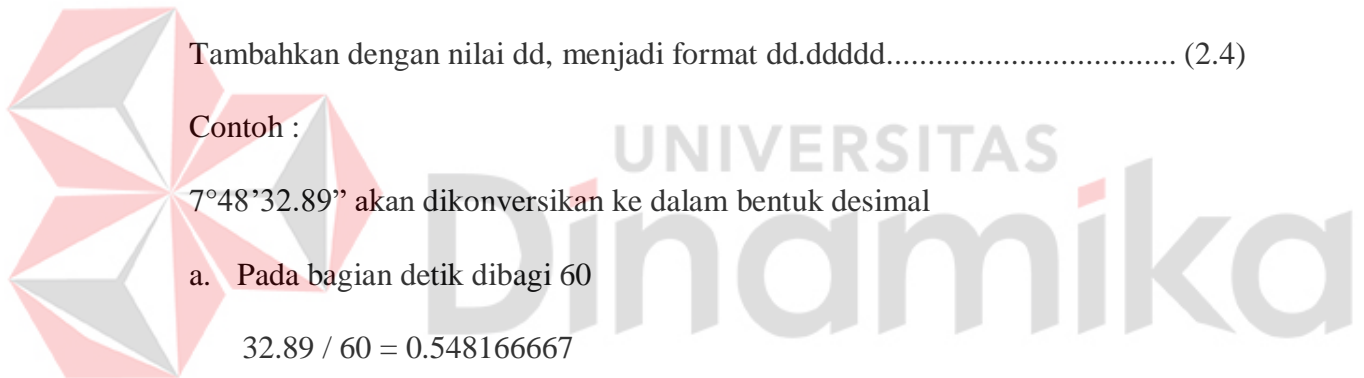 Tambahkan dengan nilai dd, menjadi format dd.ddddd................................... (2.4)
Contoh :
UNIVERSITAS
Dinamika
7°48’32.89” akan dikonversikan ke dalam bentuk desimal
a. Pada bagian detik dibagi 60
32.89 / 60 = 0.548166667